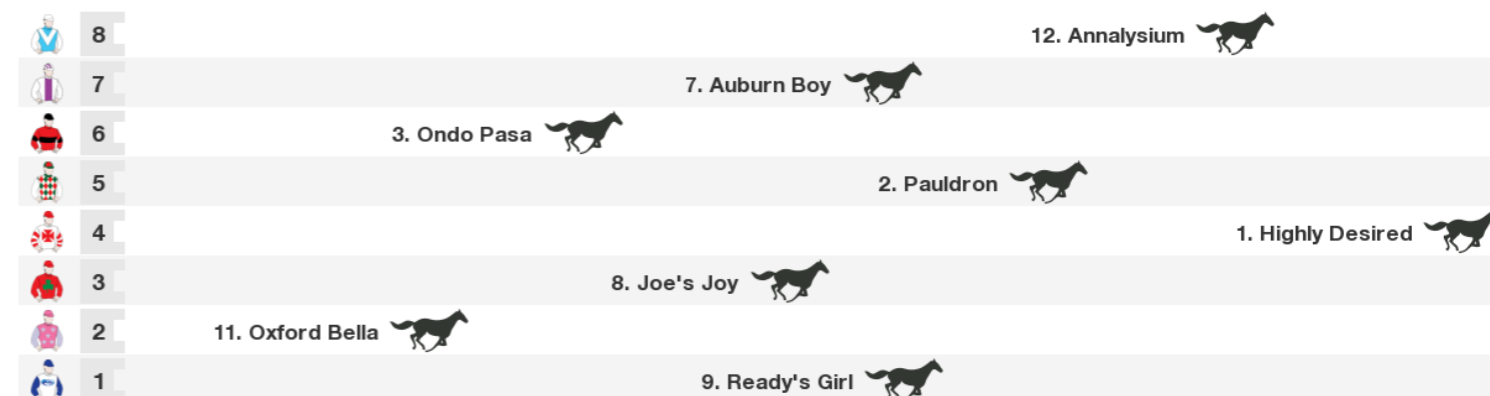 8 12. Annalysium
7 7. Auburn Boy
6 3. Ondo Pasa
5 2. Pauldron
4 1. Highly Desired
3 8. Joe's Joy
2 11. Oxford Bella
1 9. Ready's Girl